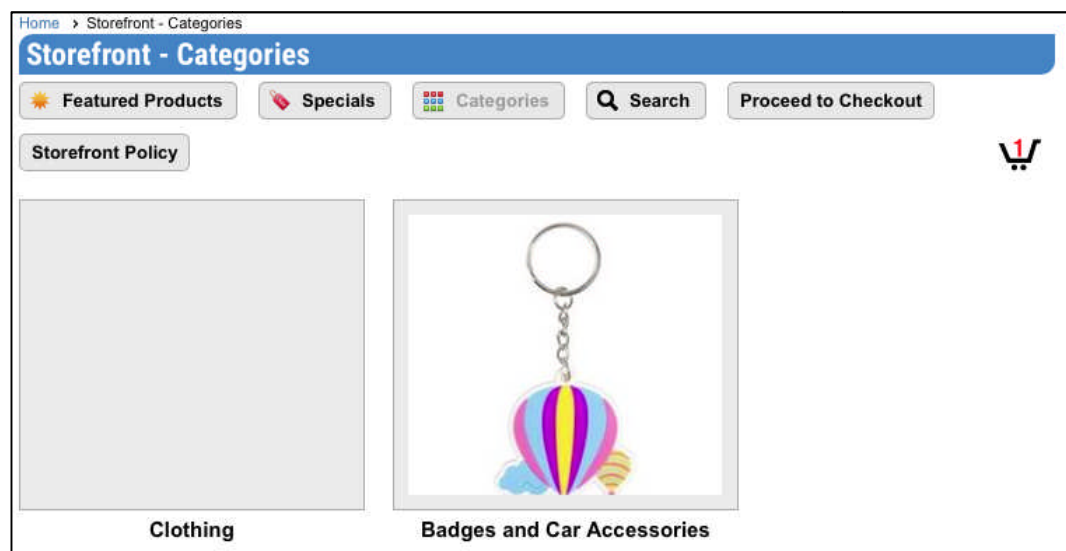 Home > Storefront - Categories
Storefront - Categories
Featured Products Specials Categories Search Proceed to Checkout
Storefront Policy 1
Clothing Badges and Car Accessories